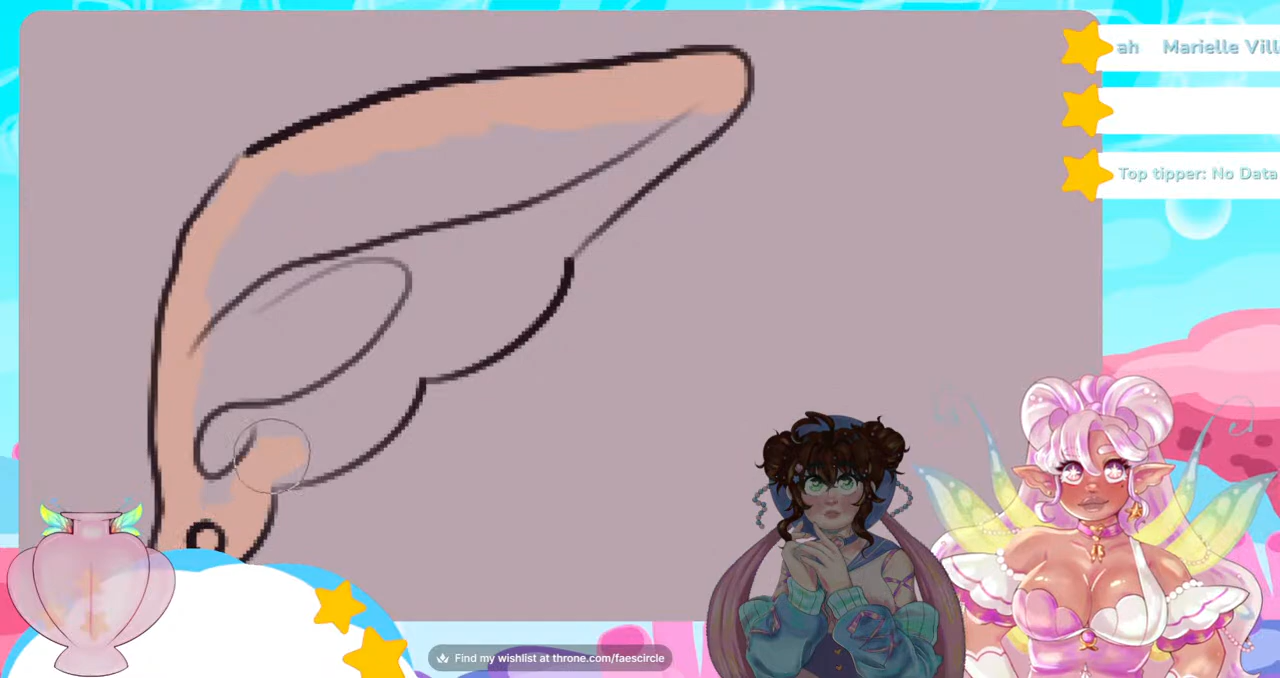 ah Marielle Vill
Top tipper: No Data
Find my wishlist at throne.com/faescircle